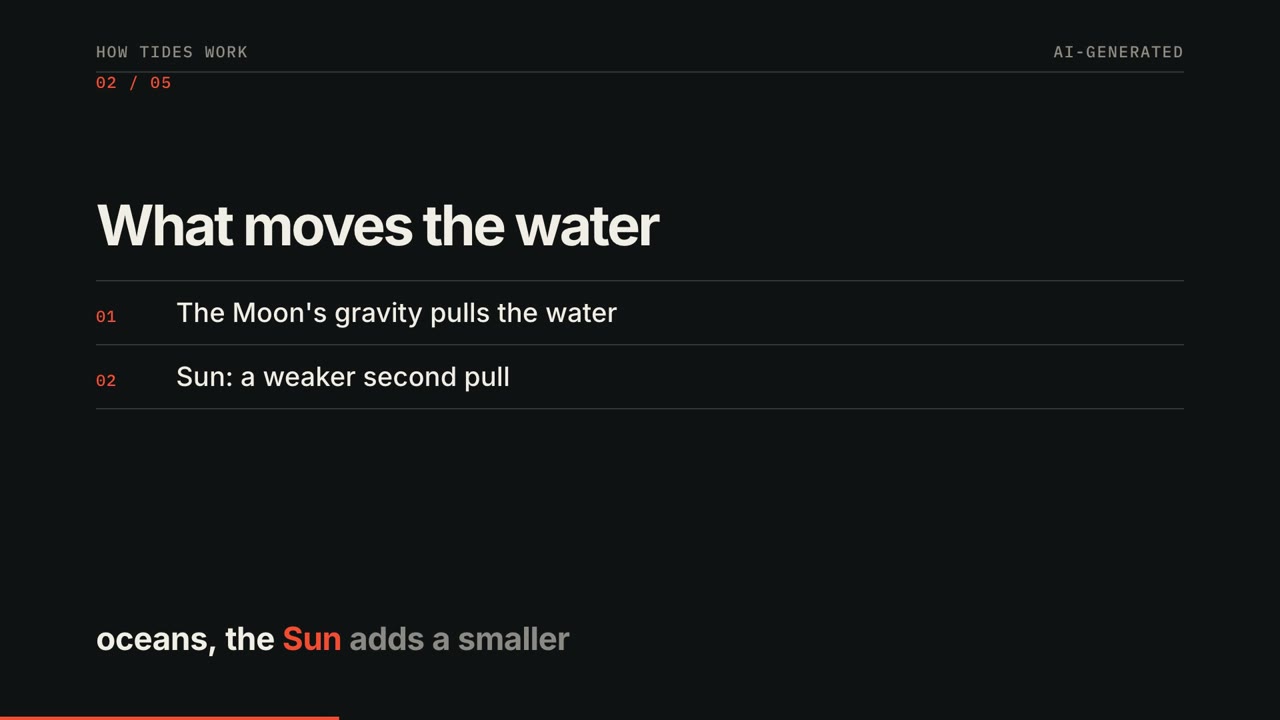 HOW TIDES WORK
AI-GENERATED
02 / 05
What moves the water
01 The Moon's gravity pulls the water
02 Sun: a weaker second pull
oceans, the Sun adds a smaller